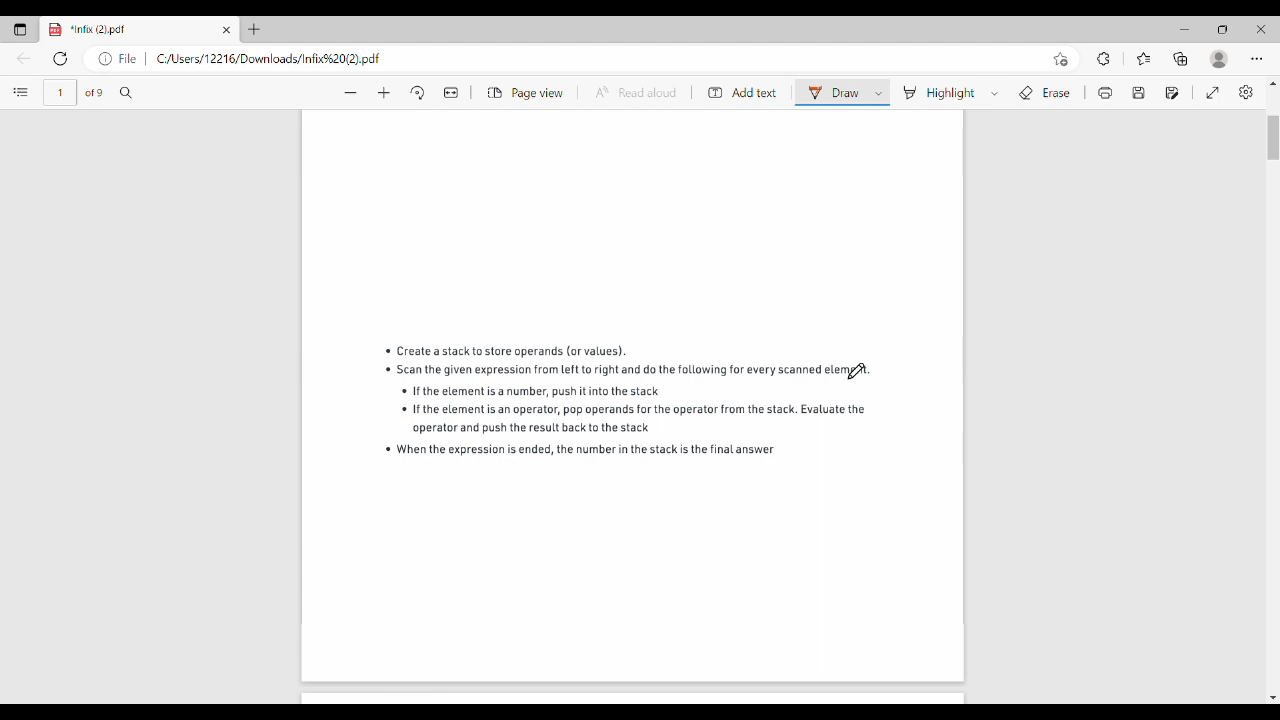 *Infix (2).pdf
File C:/Users/12216/Downloads/Infix%20(2).pdf
1 of 9 Page view Read aloud Add text Draw Highlight Erase
• Create a stack to store operands (or values).
• Scan the given expression from left to right and do the following for every scanned element.
• If the element is a number, push it into the stack
• If the element is an operator, pop operands for the operator from the stack. Evaluate the
operator and push the result back to the stack
• When the expression is ended, the number in the stack is the final answer